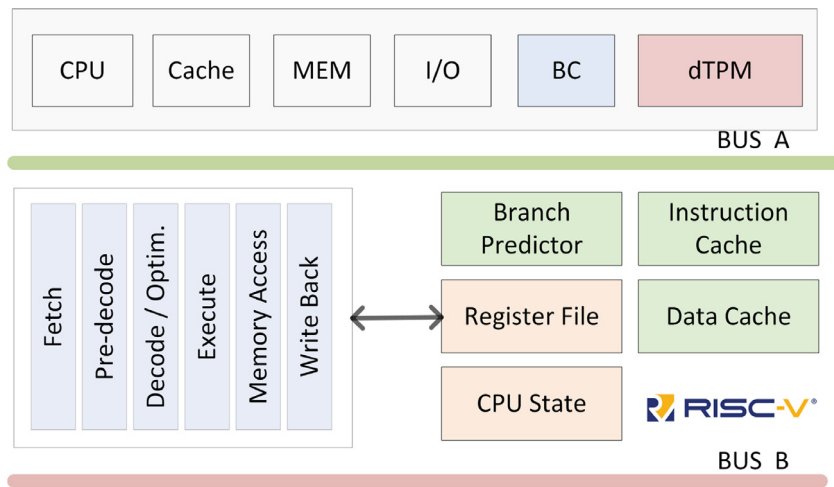 CPU
Cache
MEM
I/O
BC
dTPM
BUS A
Fetch
Pre-decode
Decode / Optim.
Execute
Memory Access
Write Back
Branch
Predictor
Instruction
Cache
Register File
Data Cache
CPU State
RISC-V®
BUS B